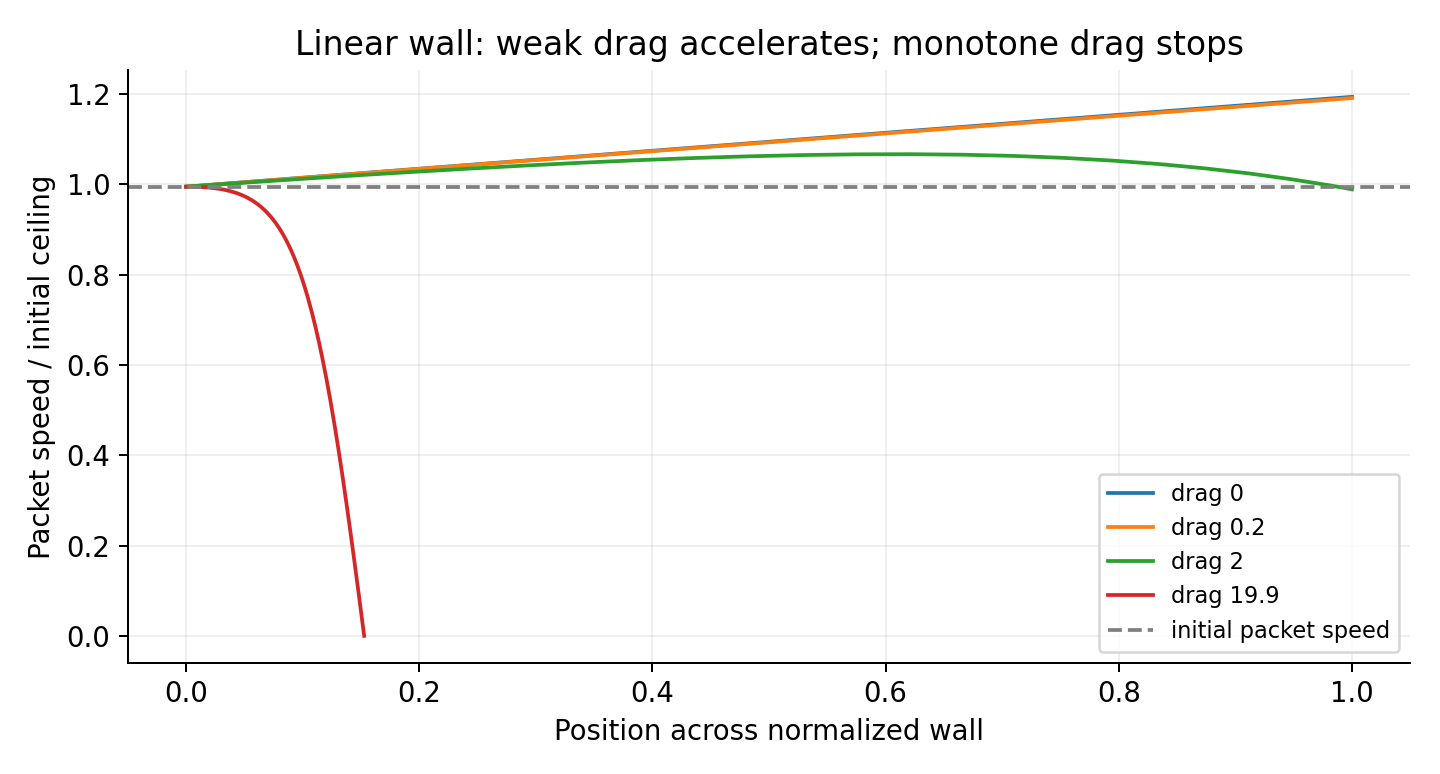 Linear wall: weak drag accelerates; monotone drag stops
Packet speed / initial ceiling
1.2
1.0
0.8
0.6
0.4
0.2
0.0
drag 0
drag 0.2
drag 2
drag 19.9
initial packet speed
0.0 0.2 0.4 0.6 0.8 1.0
Position across normalized wall